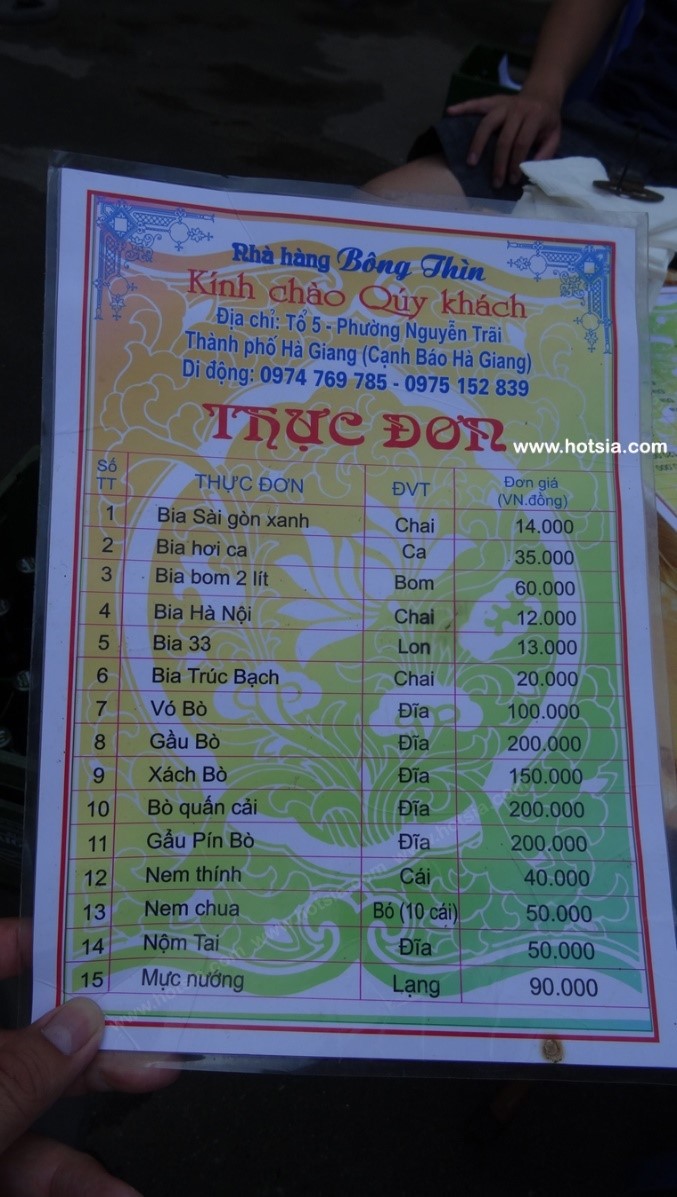 Nhà hàng Bông Thìn
Kính chào Qúy khách
Địa chỉ: Tổ 5 - Phường Nguyễn Trãi
Thành phố Hà Giang (Cạnh Báo Hà Giang)
Di động: 0974 769 785 - 0975 152 839
THỰC ĐƠN
www.hotsia.com
Số TT THỰC ĐƠN ĐVT Đơn giá (VN.đồng)
1 Bia Sài gòn xanh Chai 14.000
2 Bia hơi ca Ca 35.000
3 Bia bom 2 lít Bom 60.000
4 Bia Hà Nội Chai 12.000
5 Bia 33 Lon 13.000
6 Bia Trúc Bạch Chai 20.000
7 Vó Bò Đĩa 100.000
8 Gầu Bò Đĩa 200.000
9 Xách Bò Đĩa 150.000
10 Bò quấn cải Đĩa 200.000
11 Gẩu Pín Bò Đĩa 200.000
12 Nem thính Cái 40.000
13 Nem chua Bó (10 cái) 50.000
14 Nộm Tai Đĩa 50.000
15 Mực nướng Lạng 90.000